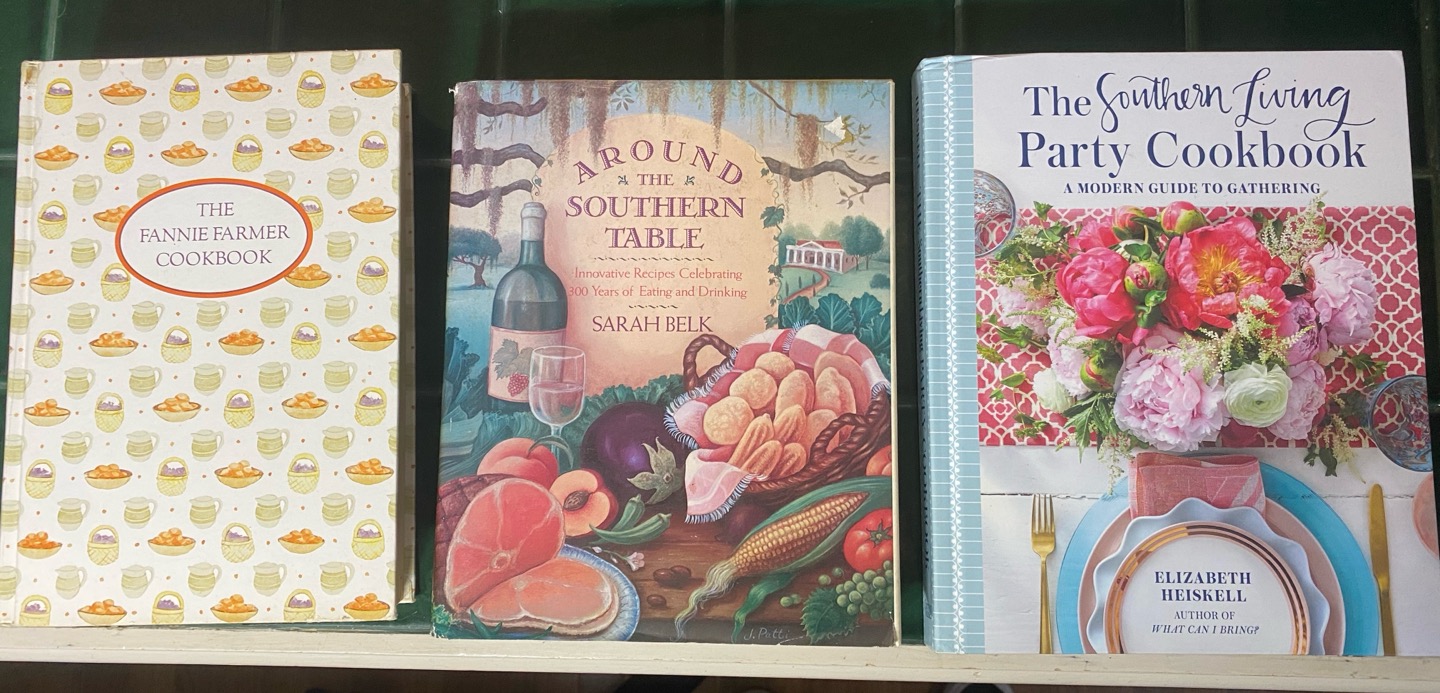 THE
FANNIE FARMER
COOKBOOK
AROUND
THE
SOUTHERN
TABLE
Innovative Recipes Celebrating
300 Years of Eating and Drinking
SARAH BELK
J. Patti
The Southern Living
Party Cookbook
A MODERN GUIDE TO GATHERING
ELIZABETH
HEISKELL
AUTHOR OF
WHAT CAN I BRING?